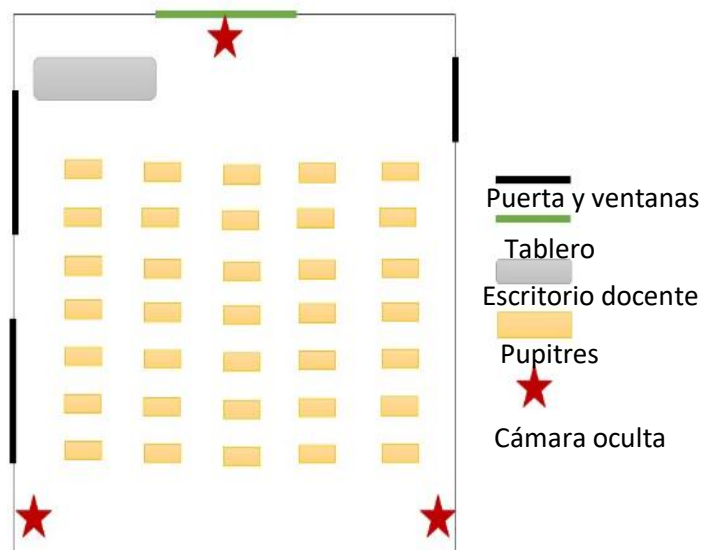 Puerta y ventanas
Tablero
Escritorio docente
Pupitres
Cámara oculta